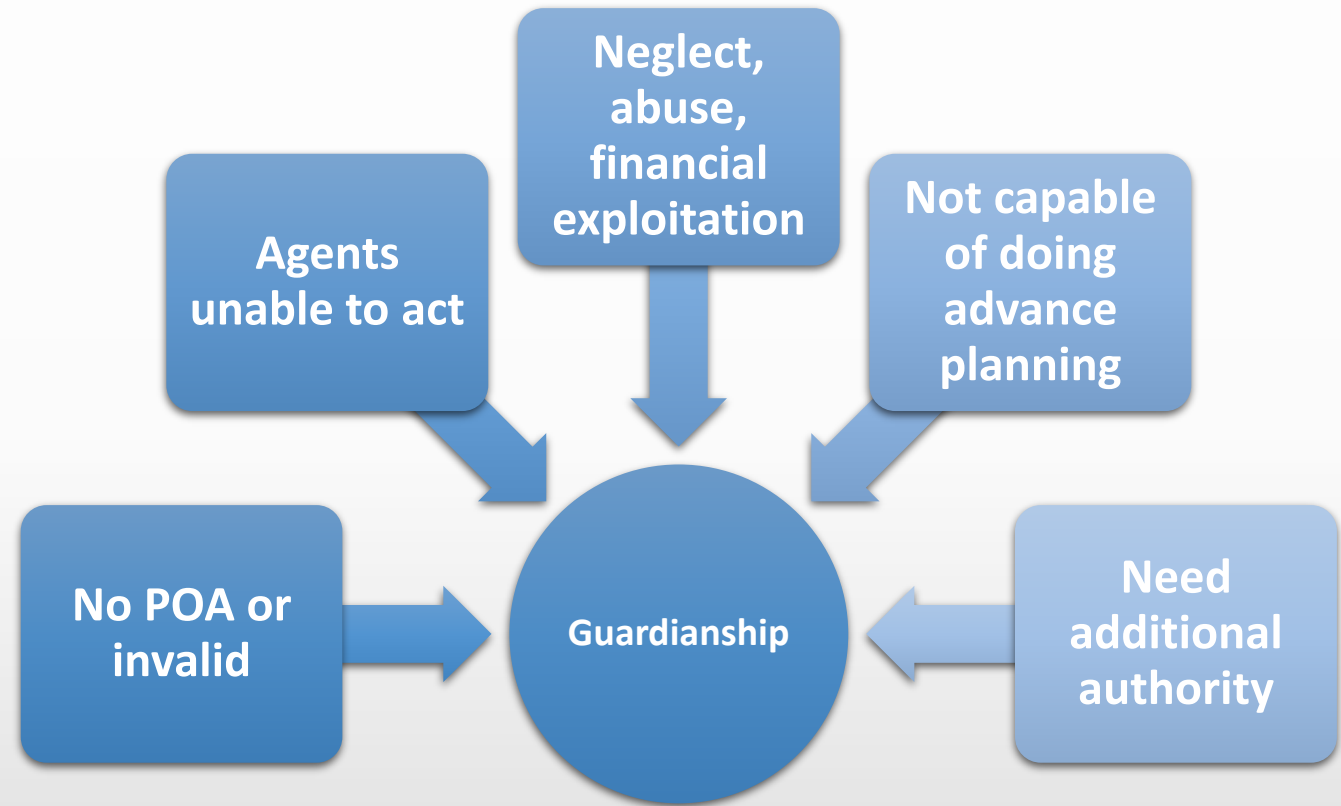 Neglect,
abuse,
financial
exploitation
Agents
unable to act
Not capable
of doing
advance
planning
No POA or
invalid
Guardianship
Need
additional
authority